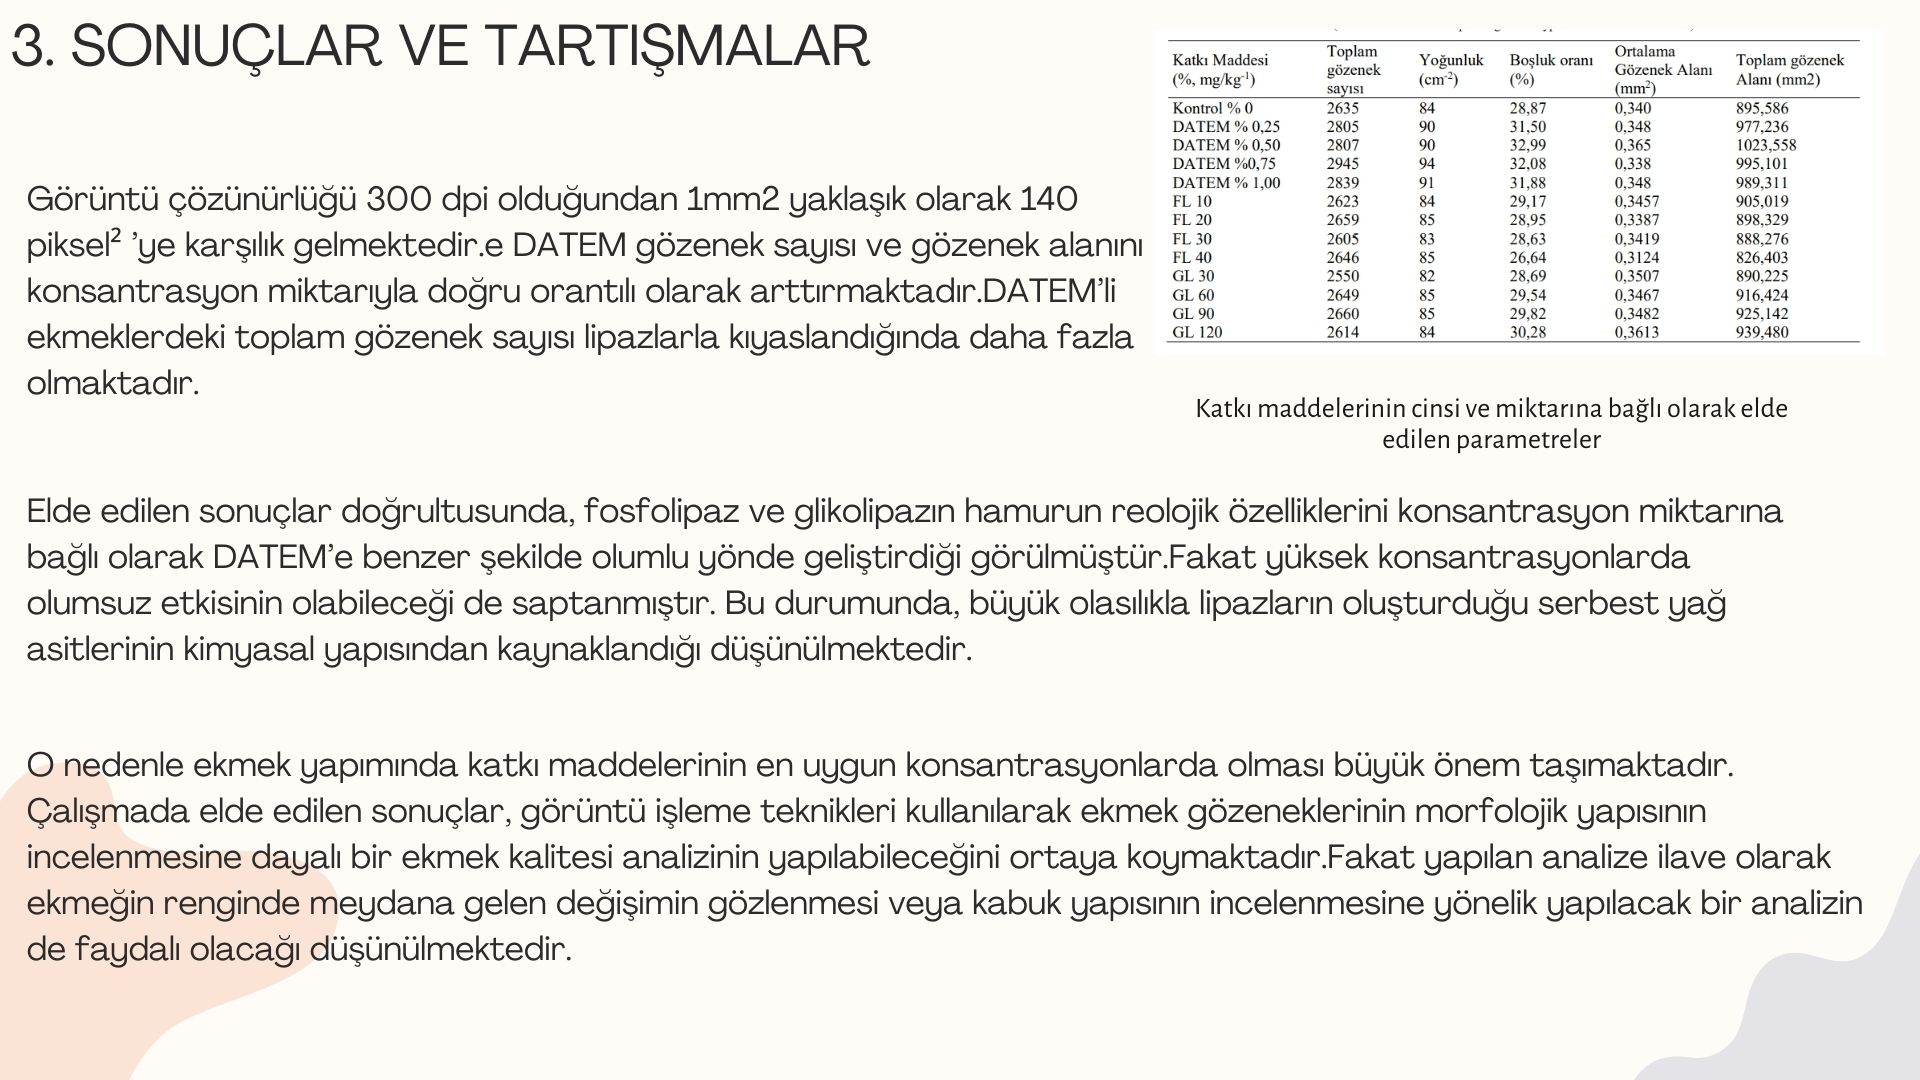 3. SONUÇLAR VE TARTIŞMALAR
Görüntü çözünürlüğü 300 dpi olduğundan 1mm2 yaklaşık olarak 140
piksel² ’ye karşılık gelmektedir.e DATEM gözenek sayısı ve gözenek alanını
konsantrasyon miktarıyla doğru orantılı olarak arttırmaktadır.DATEM’li
ekmeklerdeki toplam gözenek sayısı lipazlarla kıyaslandığında daha fazla
olmaktadır.
Katkı Maddesi (%, mg/kg⁻¹) Toplam gözenek sayısı Yoğunluk (cm⁻²) Boşluk oranı (%) Ortalama Gözenek Alanı (mm²) Toplam gözenek Alanı (mm2)
Kontrol % 0 2635 84 28,87 0,340 895,586
DATEM % 0,25 2805 90 31,50 0,348 977,236
DATEM % 0,50 2807 90 32,99 0,365 1023,558
DATEM %0,75 2945 94 32,08 0,338 995,101
DATEM % 1,00 2839 91 31,88 0,348 989,311
FL 10 2623 84 29,17 0,3457 905,019
FL 20 2659 85 28,95 0,3387 898,329
FL 30 2605 83 28,63 0,3419 888,276
FL 40 2646 85 26,64 0,3124 826,403
GL 30 2550 82 28,69 0,3507 890,225
GL 60 2649 85 29,54 0,3467 916,424
GL 90 2660 85 29,82 0,3482 925,142
GL 120 2614 84 30,28 0,3613 939,480
Katkı maddelerinin cinsi ve miktarına bağlı olarak elde
edilen parametreler
Elde edilen sonuçlar doğrultusunda, fosfolipaz ve glikolipazın hamurun reolojik özelliklerini konsantrasyon miktarına
bağlı olarak DATEM’e benzer şekilde olumlu yönde geliştirdiği görülmüştür.Fakat yüksek konsantrasyonlarda
olumsuz etkisinin olabileceği de saptanmıştır. Bu durumunda, büyük olasılıkla lipazların oluşturduğu serbest yağ
asitlerinin kimyasal yapısından kaynaklandığı düşünülmektedir.
O nedenle ekmek yapımında katkı maddelerinin en uygun konsantrasyonlarda olması büyük önem taşımaktadır.
Çalışmada elde edilen sonuçlar, görüntü işleme teknikleri kullanılarak ekmek gözeneklerinin morfolojik yapısının
incelenmesine dayalı bir ekmek kalitesi analizinin yapılabileceğini ortaya koymaktadır.Fakat yapılan analize ilave olarak
ekmeğin renginde meydana gelen değişimin gözlenmesi veya kabuk yapısının incelenmesine yönelik yapılacak bir analizin
de faydalı olacağı düşünülmektedir.